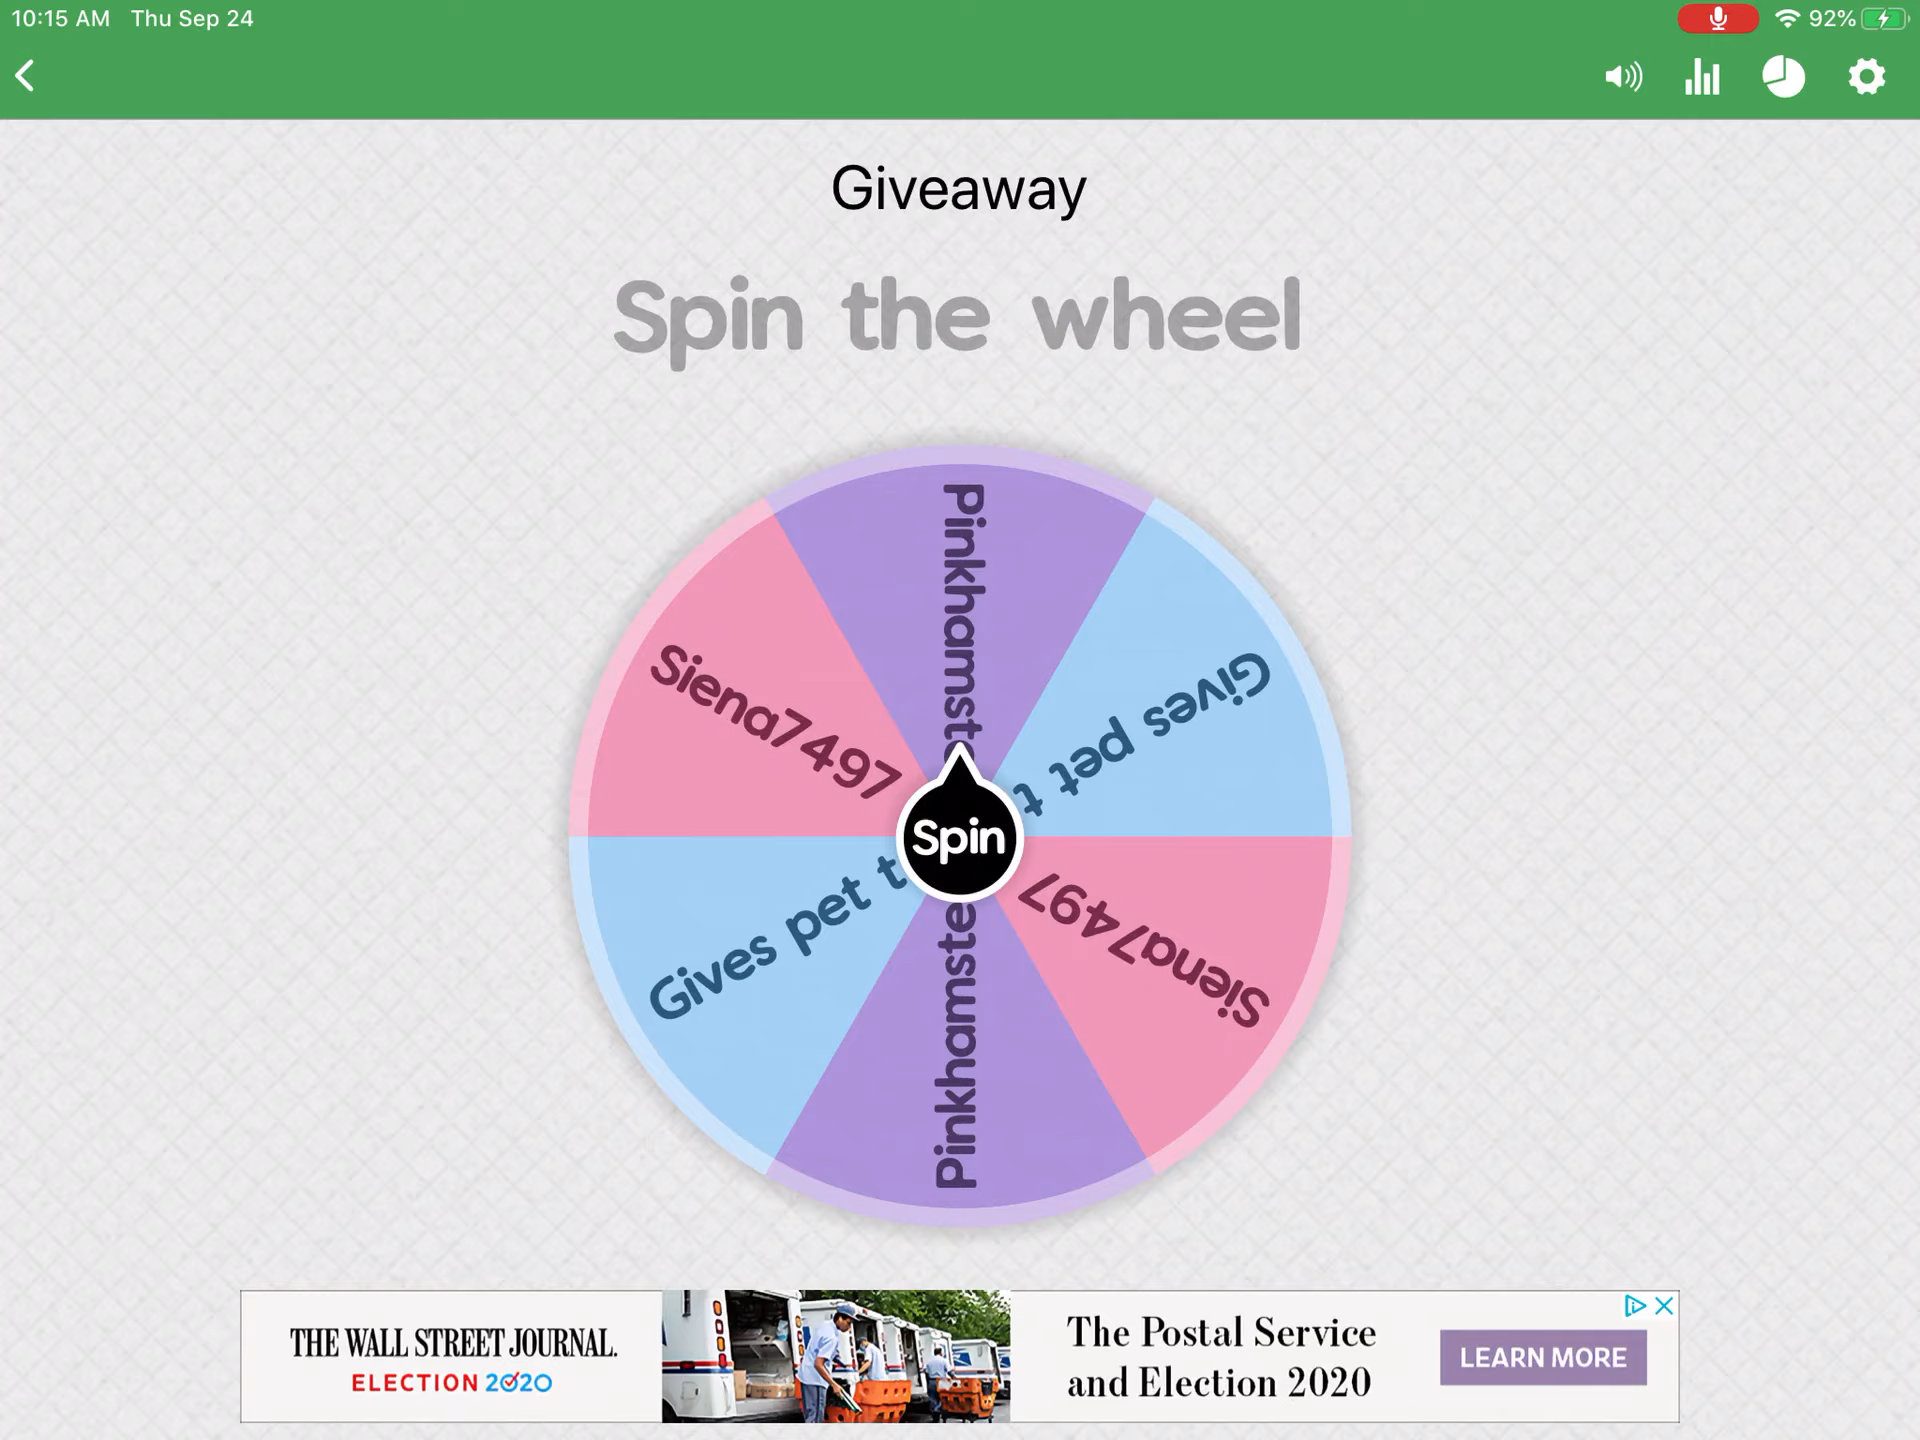 10:15 AM Thu Sep 24
92%
Giveaway
Spin the wheel
Pinkhamst
Gives pet t
Siena7497
Spin
Siena7497
Gives pet t
Pinkhamste
THE WALL STREET JOURNAL.
ELECTION 2020
The Postal Service
and Election 2020
LEARN MORE